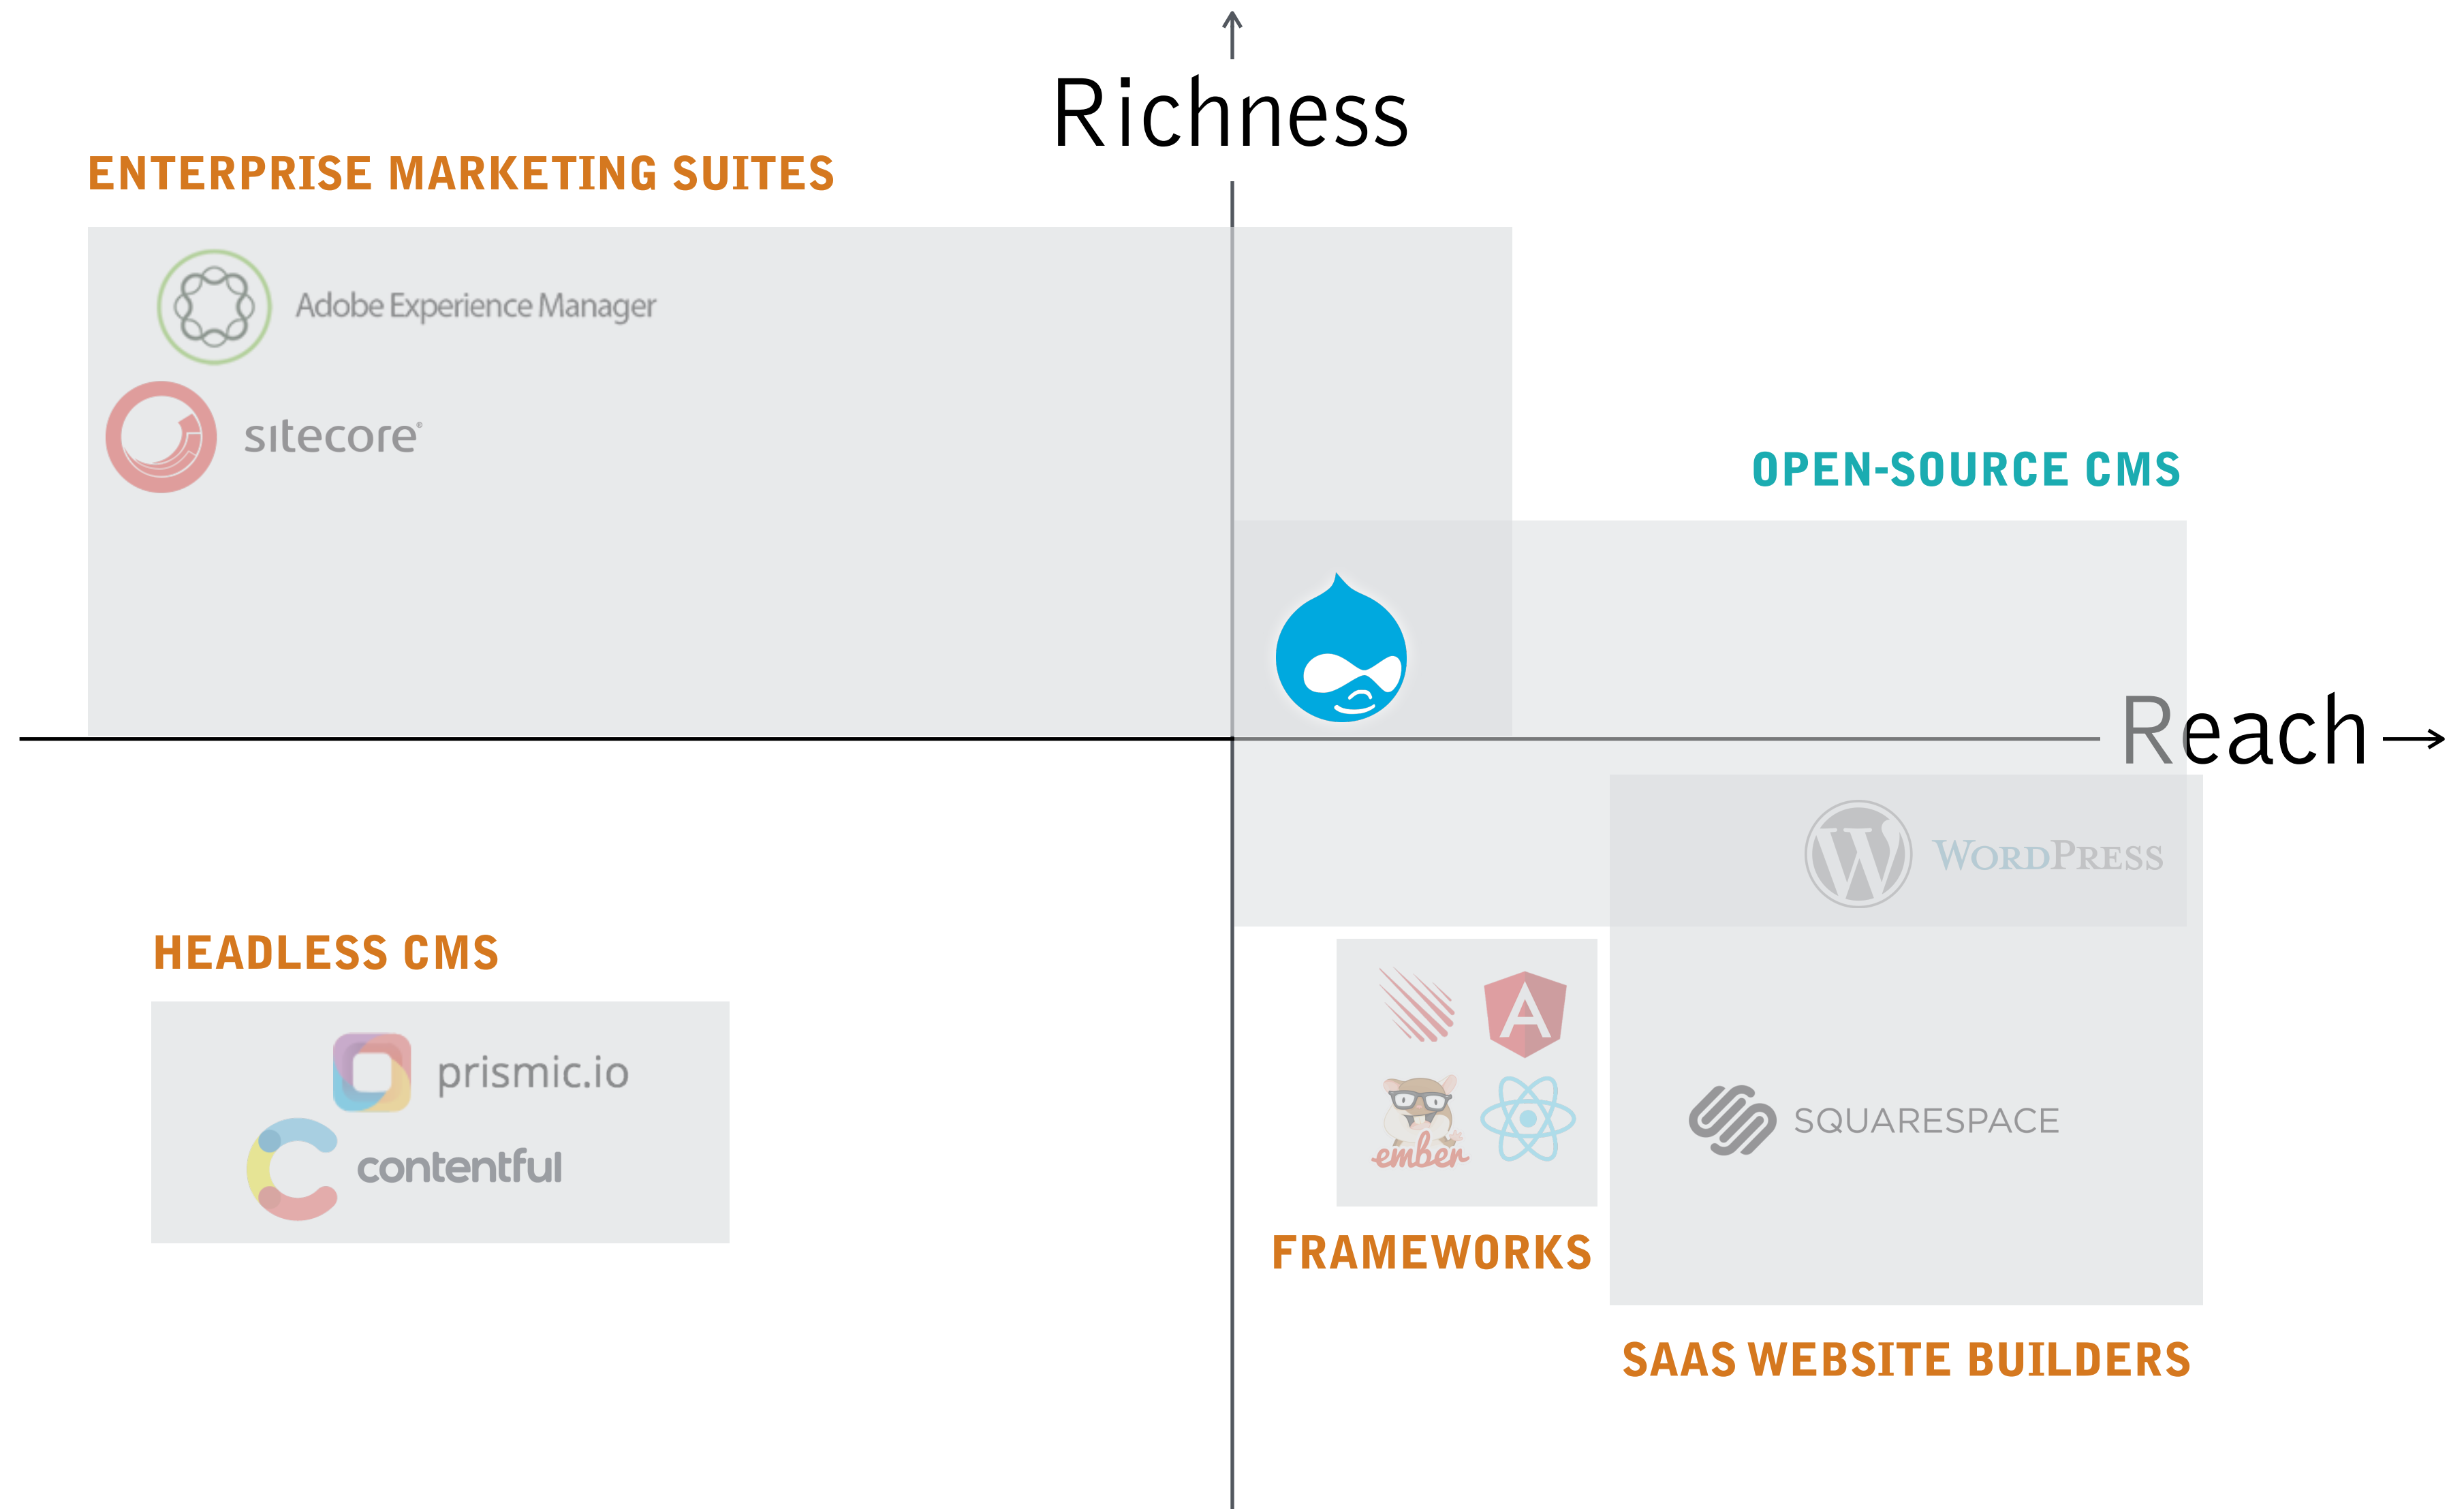 Richness
ENTERPRISE MARKETING SUITES
Adobe Experience Manager
sitecore®
OPEN-SOURCE CMS
Reach
WORDPRESS
HEADLESS CMS
prismic.io
contentful
ember
SQUARESPACE
FRAMEWORKS
SAAS WEBSITE BUILDERS